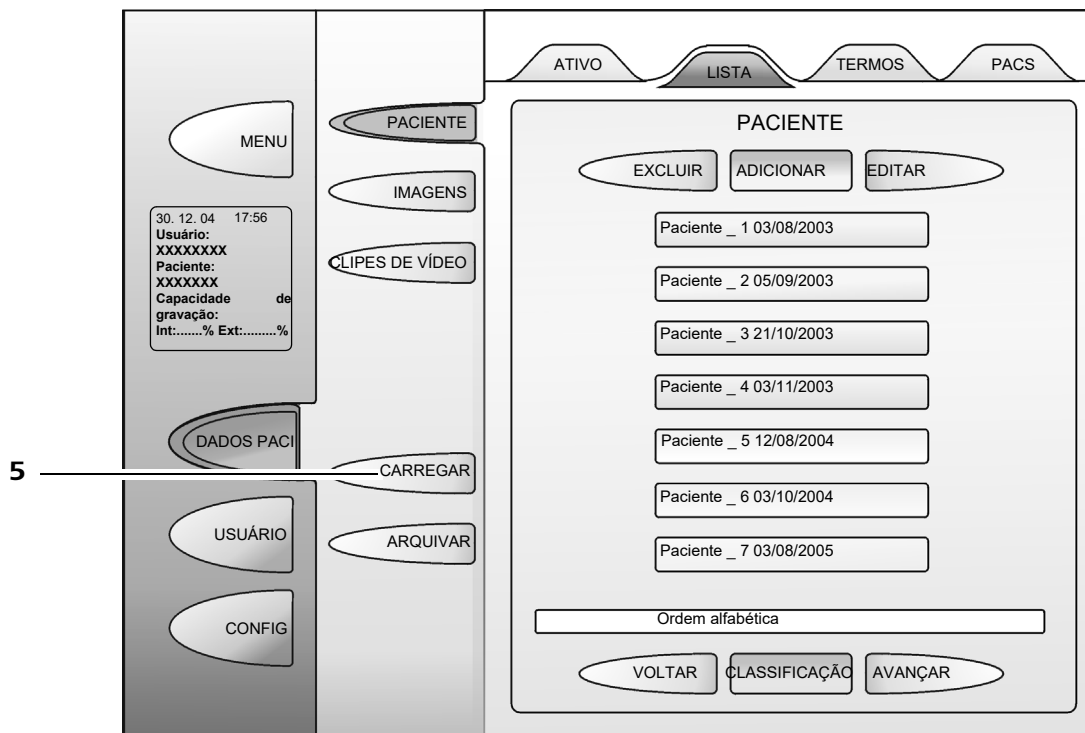 MENU
30. 12. 04 17:56
Usuário:
XXXXXXXX
Paciente:
XXXXXXX
Capacidade de
gravação:
Int:.......% Ext:.........%
DADOS PACI
USUÁRIO
CONFIG
5
PACIENTE
IMAGENS
CLIPES DE VÍDEO
CARREGAR
ARQUIVAR
ATIVO LISTA TERMOS PACS
PACIENTE
EXCLUIR ADICIONAR EDITAR
Paciente _ 1 03/08/2003
Paciente _ 2 05/09/2003
Paciente _ 3 21/10/2003
Paciente _ 4 03/11/2003
Paciente _ 5 12/08/2004
Paciente _ 6 03/10/2004
Paciente _ 7 03/08/2005
Ordem alfabética
VOLTAR CLASSIFICAÇÃO AVANÇAR